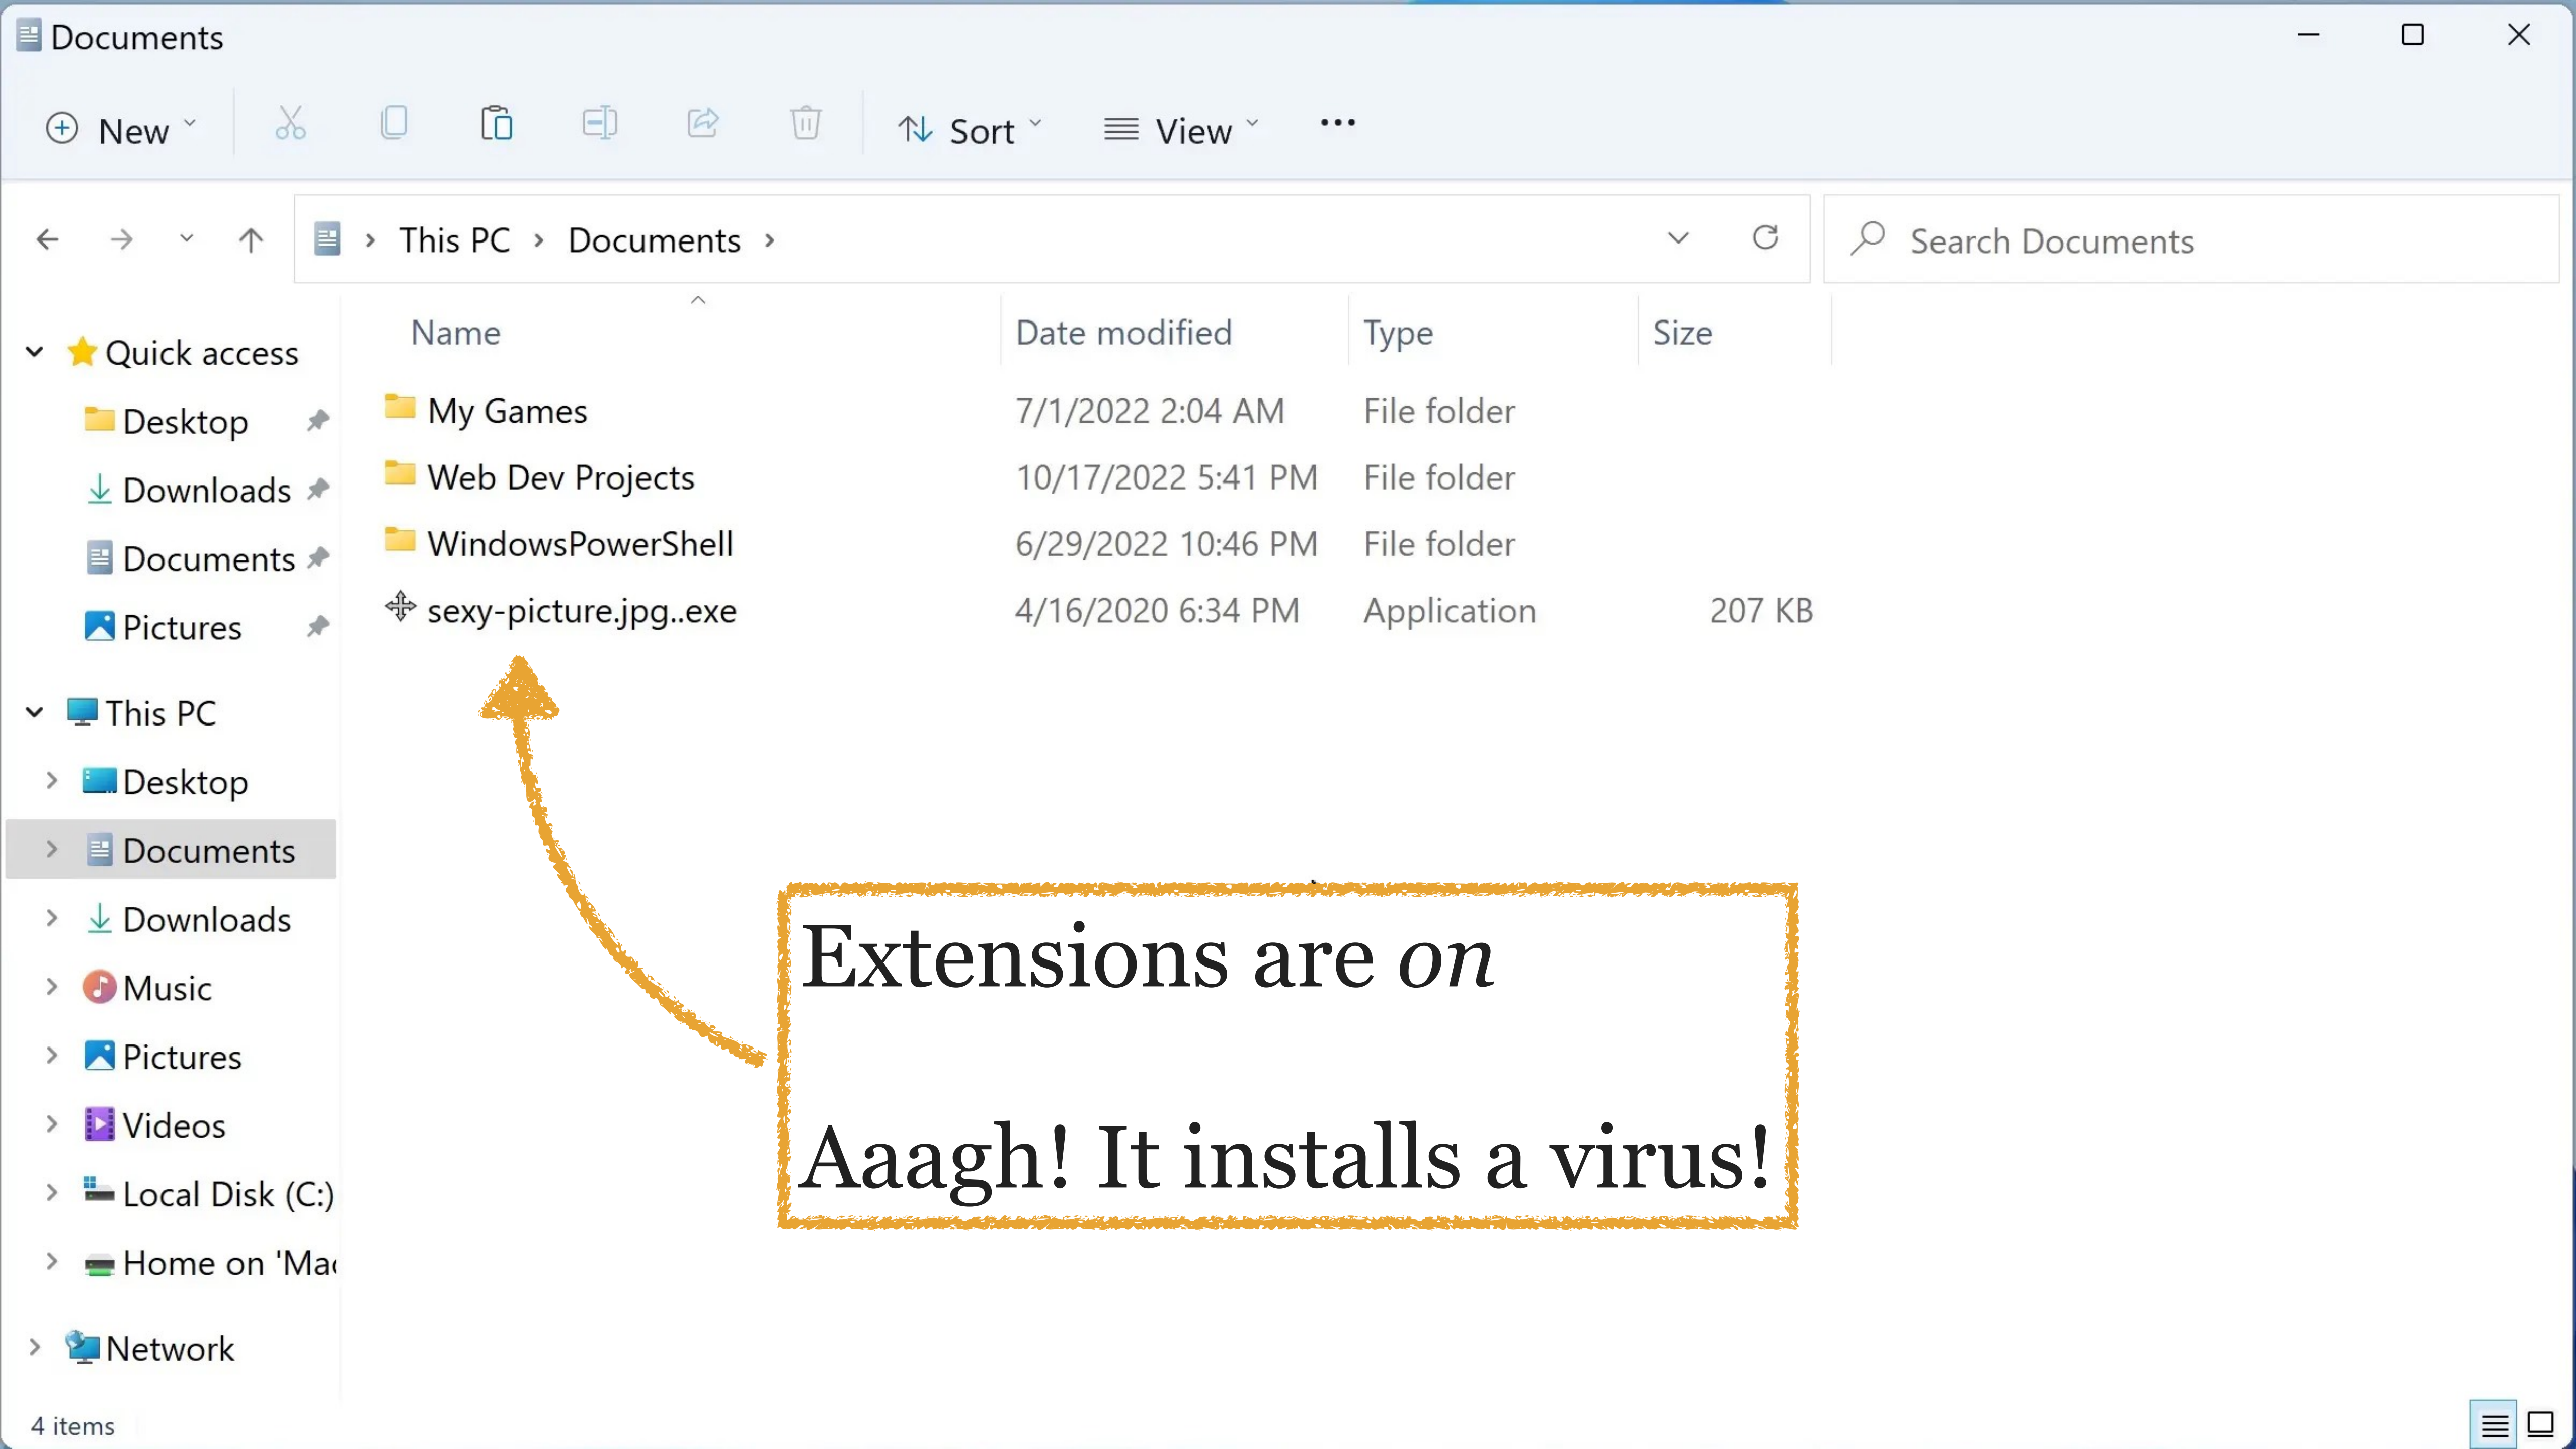 Documents
New
Sort
View
This PC
Documents
Search Documents
Name
Date modified
Type
Size
Quick access
Desktop
Downloads
Documents
Pictures
This PC
Desktop
Documents
Downloads
Music
Pictures
Videos
Local Disk (C:)
Home on 'Mac
Network
My Games 7/1/2022 2:04 AM File folder
Web Dev Projects 10/17/2022 5:41 PM File folder
WindowsPowerShell 6/29/2022 10:46 PM File folder
sexy-picture.jpg..exe 4/16/2020 6:34 PM Application 207 KB
Extensions are on
Aaagh! It installs a virus!
4 items